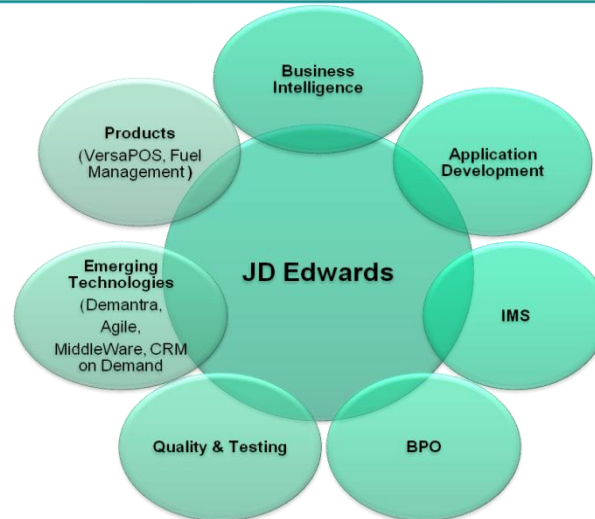 Business
Intelligence
Products
(VersaPOS, Fuel
Management)
Application
Development
JD Edwards
Emerging
Technologies
(Demantra,
Agile,
MiddleWare, CRM
on Demand
IMS
Quality & Testing
BPO